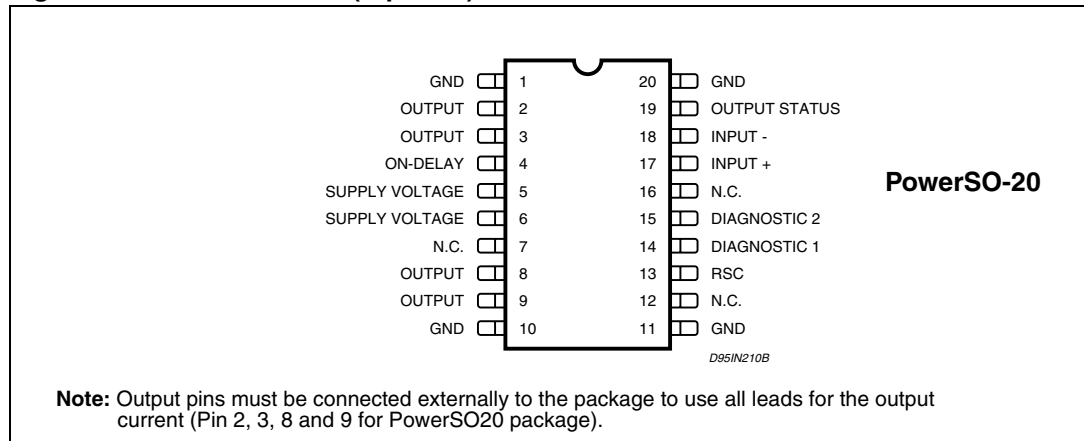 GND 1 20 GND
OUTPUT 2 19 OUTPUT STATUS
OUTPUT 3 18 INPUT -
ON-DELAY 4 17 INPUT +
SUPPLY VOLTAGE 5 16 N.C.
SUPPLY VOLTAGE 6 15 DIAGNOSTIC 2
N.C. 7 14 DIAGNOSTIC 1
OUTPUT 8 13 RSC
OUTPUT 9 12 N.C.
GND 10 11 GND
PowerSO-20
D95IN210B
Note: Output pins must be connected externally to the package to use all leads for the output
current (Pin 2, 3, 8 and 9 for PowerSO20 package).